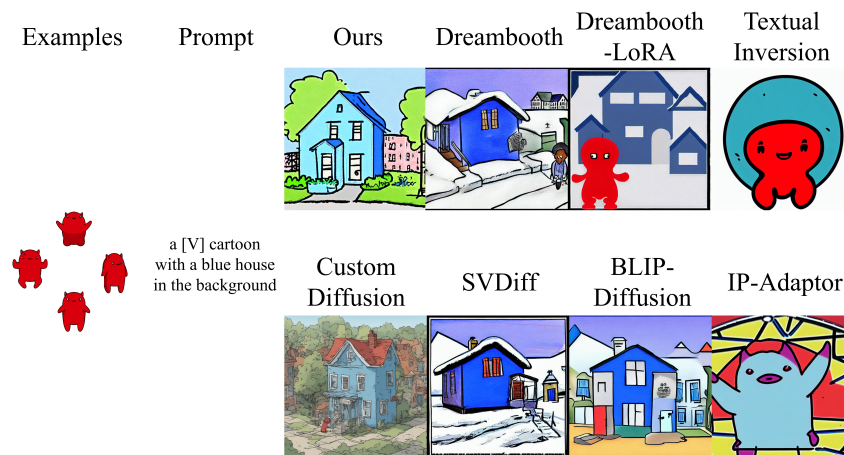 Examples
Prompt
Ours
Dreambooth
Dreambooth
-LoRA
Textual
Inversion
a [V] cartoon
with a blue house
in the background
Custom
Diffusion
SVDiff
BLIP-
Diffusion
IP-Adaptor